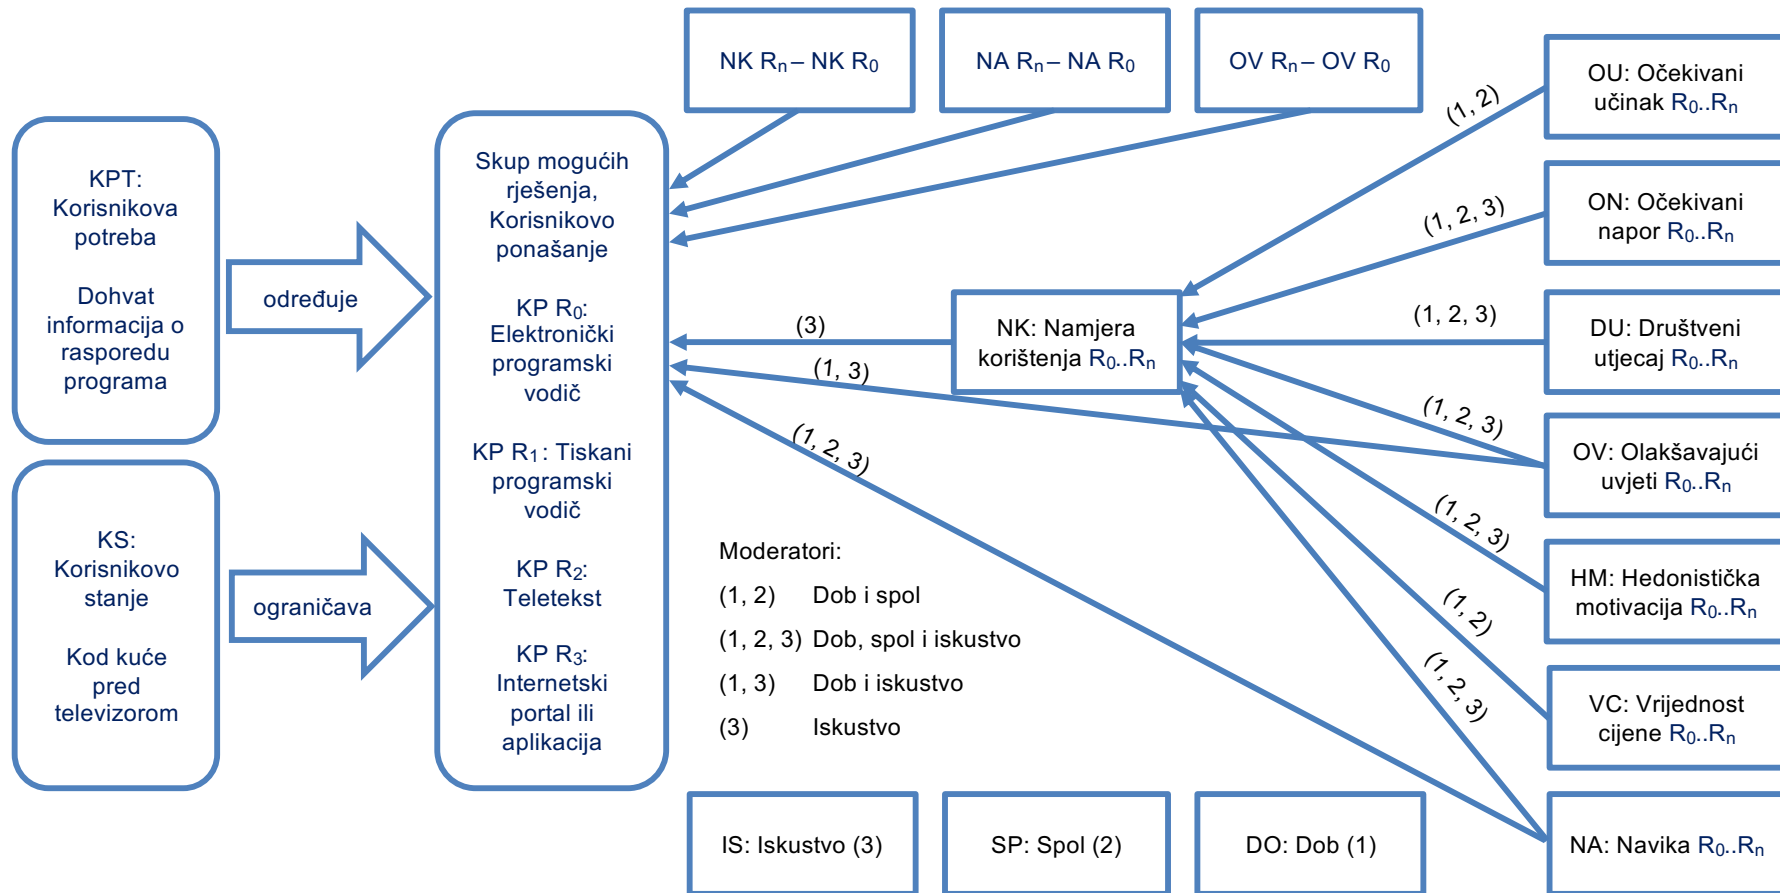 NK Rn – NK R0
NA Rn – NA R0
OV Rn – OV R0
KPT:
Korisnikova
potreba
Dohvat
informacija o
rasporedu
programa
određuje
KS:
Korisnikovo
stanje
Kod kuće
pred
televizorom
ograničava
Skup mogućih
rješenja,
Korisnikovo
ponašanje
KP R0:
Elektronički
programski
vodič
KP R1: Tiskani
programski
vodič
KP R2:
Teletekst
KP R3:
Internetski
portal ili
aplikacija
(3)
(1, 3)
(1, 2, 3)
NK: Namjera
korištenja R0..Rn
(1, 2)
(1, 2, 3)
(1, 2, 3)
(1, 2, 3)
(1, 2, 3)
(1, 2)
(1, 2, 3)
OU: Očekivani
učinak R0..Rn
ON: Očekivani
napor R0..Rn
DU: Društveni
utjecaj R0..Rn
OV: Olakšavajući
uvjeti R0..Rn
HM: Hedonistička
motivacija R0..Rn
VC: Vrijednost
cijene R0..Rn
NA: Navika R0..Rn
Moderatori:
(1, 2) Dob i spol
(1, 2, 3) Dob, spol i iskustvo
(1, 3) Dob i iskustvo
(3) Iskustvo
IS: Iskustvo (3)
SP: Spol (2)
DO: Dob (1)